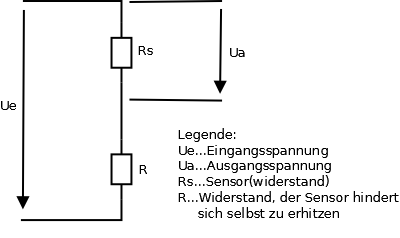 Rs
Ua
Ue
R
Legende:
Ue...Eingangsspannung
Ua...Ausgangsspannung
Rs...Sensor(widerstand)
R...Widerstand, der Sensor hindert
sich selbst zu erhitzen